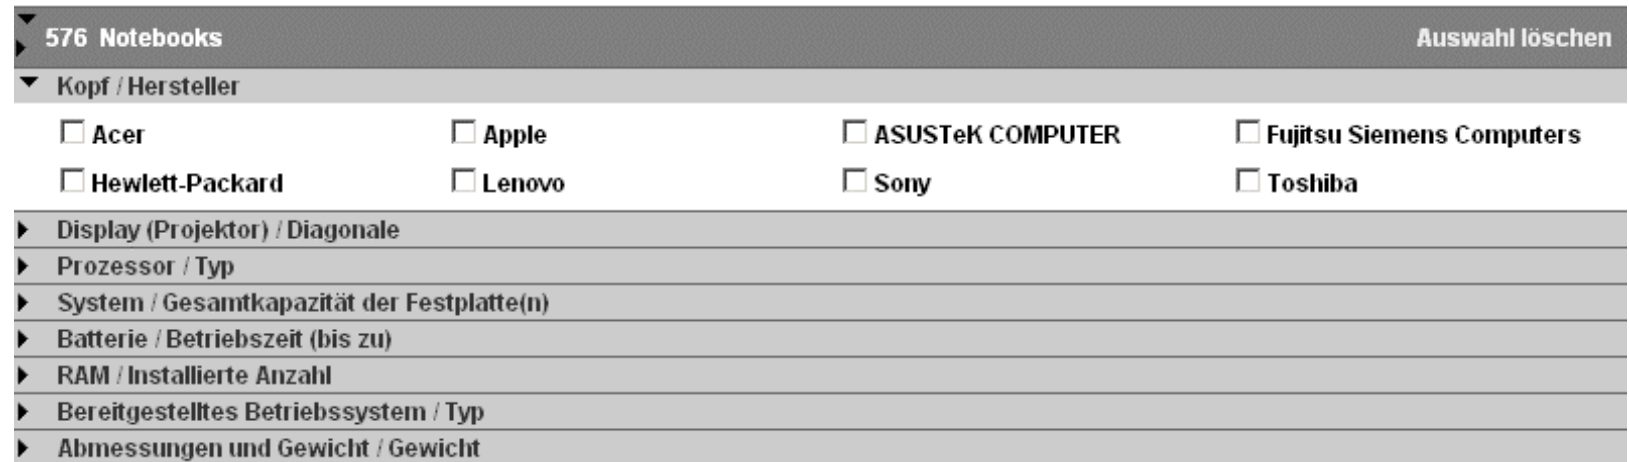 576 Notebooks Auswahl löschen
Kopf / Hersteller
Acer Apple ASUSTeK COMPUTER Fujitsu Siemens Computers
Hewlett-Packard Lenovo Sony Toshiba
Display (Projektor) / Diagonale
Prozessor / Typ
System / Gesamtkapazität der Festplatte(n)
Batterie / Betriebszeit (bis zu)
RAM / Installierte Anzahl
Bereitgestelltes Betriebssystem / Typ
Abmessungen und Gewicht / Gewicht